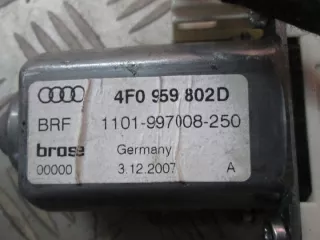 4F0 959 802D
BRF 1101-997008-250
brose Germany
00000 3.12.2007 A